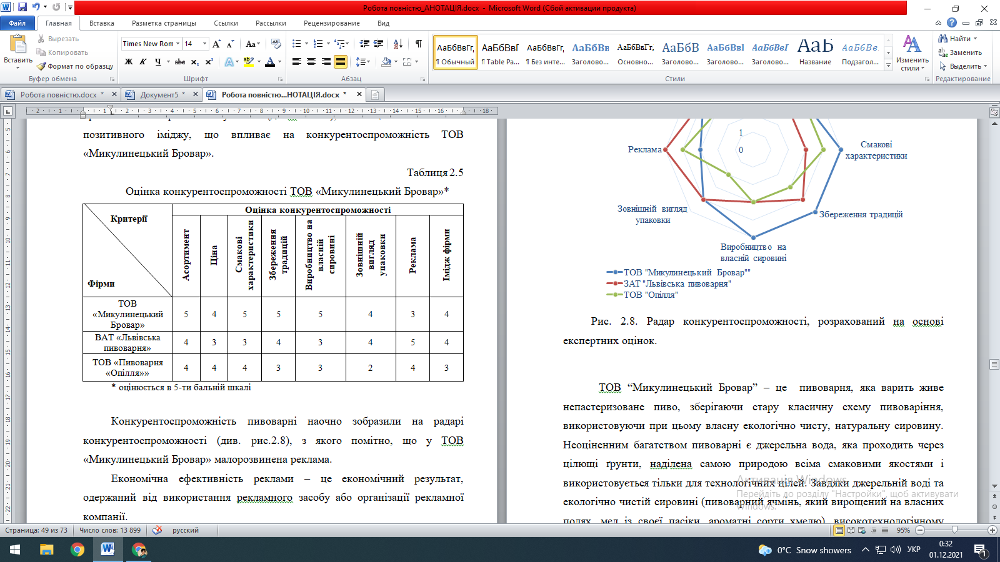 Робота повністю_АНОТАЦІЯ.docx - Microsoft Word (Сбой активации продукта)
Файл Главная Вставка Разметка страницы Ссылки Рассылки Рецензирование Вид
Вставить
Вырезать
Копировать
Формат по образцу
Буфер обмена
Times New Rom 14
Шрифт
Абзац
АаБбВвГг, АаБбВвГг АаБбВвГг, АаБбВв АаБбВвГг, АаБбВ АаБбВвІ АаБбВвГ АаБ АаБбВв.
¶ Обычный ¶ Table Pa... ¶ Без инте... Заголово... Основно... Заголово... Заголово... Заголово... Название Подзагол...
Стили
Изменить стили
Найти
Заменить
Выделить
Редактирование
Робота повністю.docx *
Документ5 *
Робота повністю...НОТАЦІЯ.docx *
позитивного іміджу, що впливає на конкурентоспроможність ТОВ
«Микулинецький Бровар».
Таблиця 2.5
Оцінка конкурентоспроможності ТОВ «Микулинецький Бровар»*
Критерії
Фірми
Оцінка конкурентоспроможності
Асортимент
Ціна
Смакові характеристики
Збереження традицій
Виробництво на власній сировині
Зовнішній вигляд упаковки
Реклама
Імідж фірми
ТОВ «Микулинецький Бровар» 5 4 5 5 5 4 3 4
ВАТ «Львівська пивоварня» 4 3 3 4 3 4 5 4
ТОВ «Пивоварня «Опілля»» 4 4 4 3 3 2 4 3
* оцінюється в 5-ти бальній шкалі
Конкурентоспроможність пивоварні наочно зобразили на радарі
конкурентоспроможності (див. рис.2.8), з якого помітно, що у ТОВ
«Микулинецький Бровар» малорозвинена реклама.
Економічна ефективність реклами – це економічний результат,
одержаний від використання рекламного засобу або організації рекламної
компанії.
1
0
Реклама
Смакові
характеристики
Зовнішній вигляд
упаковки
Збереження традицій
Виробництво на
власній сировині
ТОВ "Микулинецький Бровар""
ЗАТ "Львівська пивоварня"
ТОВ "Опілля"
Рис. 2.8. Радар конкурентоспроможності, розрахований на основі
експертних оцінок.
ТОВ “Микулинецький Бровар” – це пивоварня, яка варить живе
непастеризоване пиво, зберігаючи стару класичну схему пивоваріння,
використовуючи при цьому власну екологічно чисту, натуральну сировину.
Неоціненним багатством пивоварні є джерельна вода, яка проходить через
цілющі ґрунти, наділена самою природою всіма смаковими якостями і
використовується тільки для технологічних цілей. Завдяки джерельній воді та
екологічно чистій сировині (пивоварний ячмінь, який вирощений на власних
полях, мед із своєї пасіки, ароматні сорти хмелю), високотехнологічному
Активація Windows
Перейдіть до розділу "Настройки", щоб активувати
Windows.
Страница: 49 из 73 Число слов: 13 899 русский 95%
0°C Snow showers УКР 0:32
01.12.2021
1